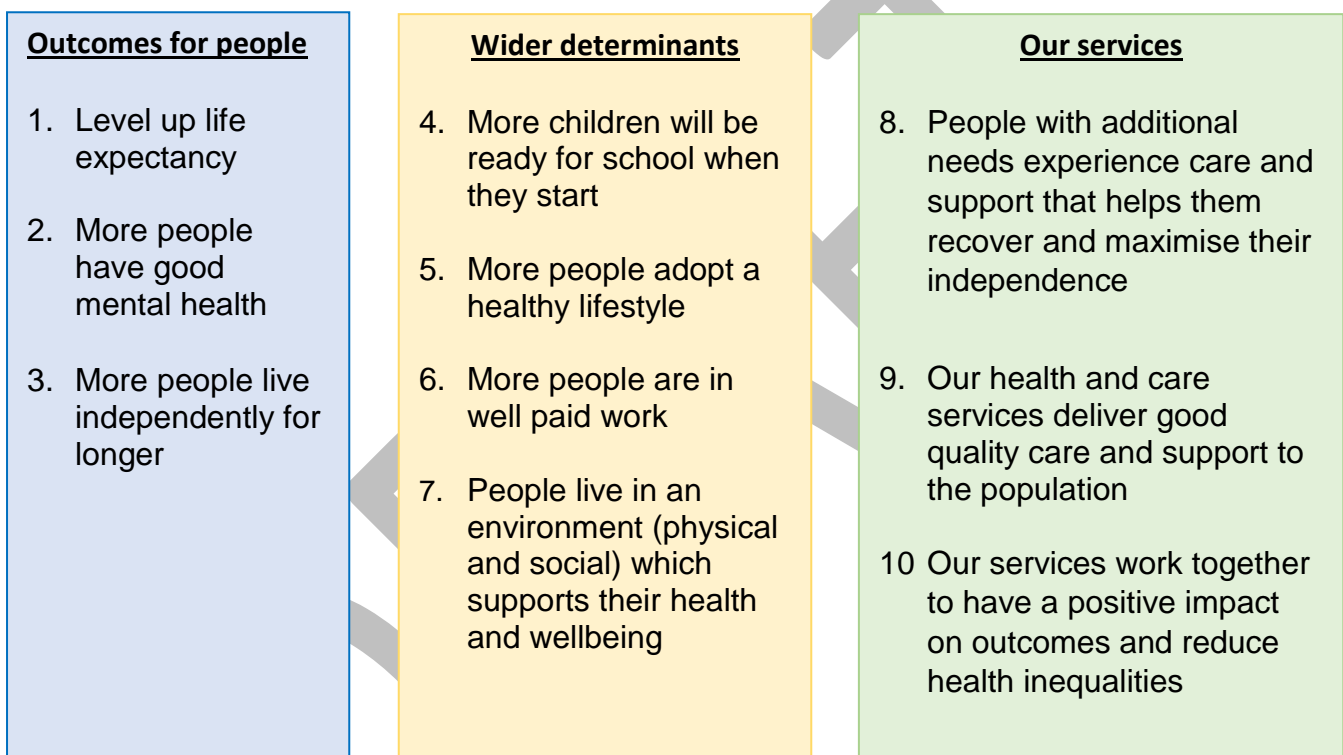 Outcomes for people
1. Level up life
expectancy
2. More people
have good
mental health
3. More people live
independently for
longer
Wider determinants
4. More children will be
ready for school when
they start
5. More people adopt a
healthy lifestyle
6. More people are in
well paid work
7. People live in an
environment (physical
and social) which
supports their health
and wellbeing
Our services
8. People with additional
needs experience care and
support that helps them
recover and maximise their
independence
9. Our health and care
services deliver good
quality care and support to
the population
10 Our services work together
to have a positive impact
on outcomes and reduce
health inequalities